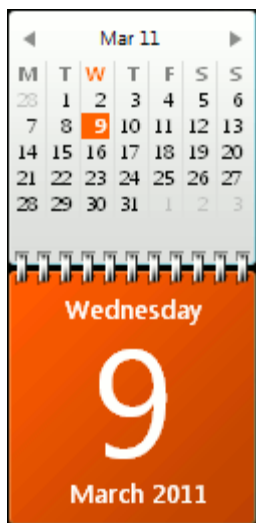 Mar 11
M T W T F S S
28 1 2 3 4 5 6
7 8 9 10 11 12 13
14 15 16 17 18 19 20
21 22 23 24 25 26 27
28 29 30 31 1 2 3
Wednesday
9
March 2011